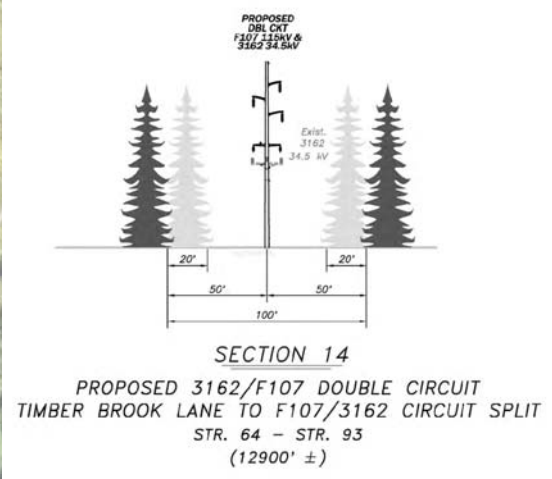 PROPOSED
DBL CKT
F107 115kV &
3162 34.5kV
Exist.
3162
34.5 kV
20' 20'
50' 50'
100'
SECTION 14
PROPOSED 3162/F107 DOUBLE CIRCUIT
TIMBER BROOK LANE TO F107/3162 CIRCUIT SPLIT
STR. 64 - STR. 93
(12900' ±)